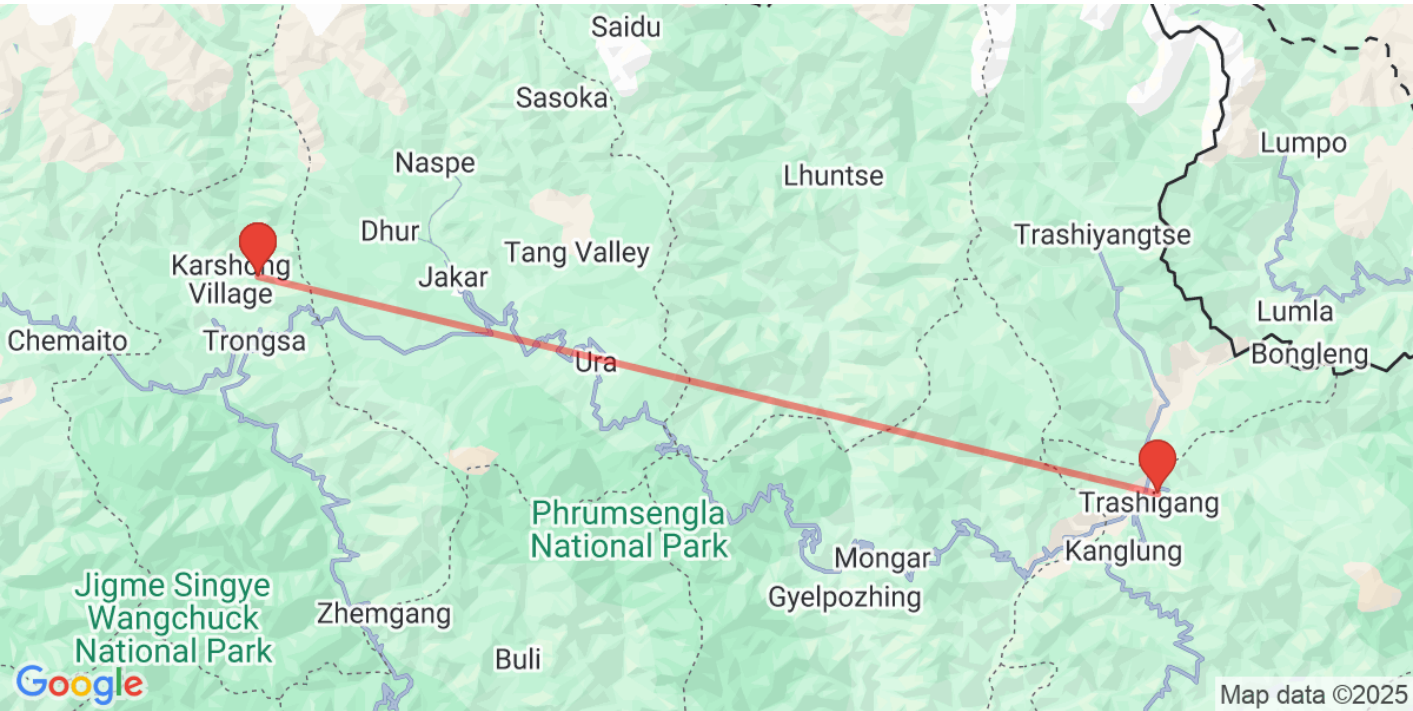 Saidu
Sasoka
Lumpo
Naspe
Lhuntse
Dhur
Trashiyangtse
Tang Valley
Karshong
Village
Jakar
Lumla
Chemaito
Trongsa
Bongleng
Ura
Trashigang
Phrumsengla
National Park
Kanglung
Mongar
Jigme Singye
Wangchuck
National Park
Gyelpozhing
Zhemgang
Buli
Google
Map data ©2025